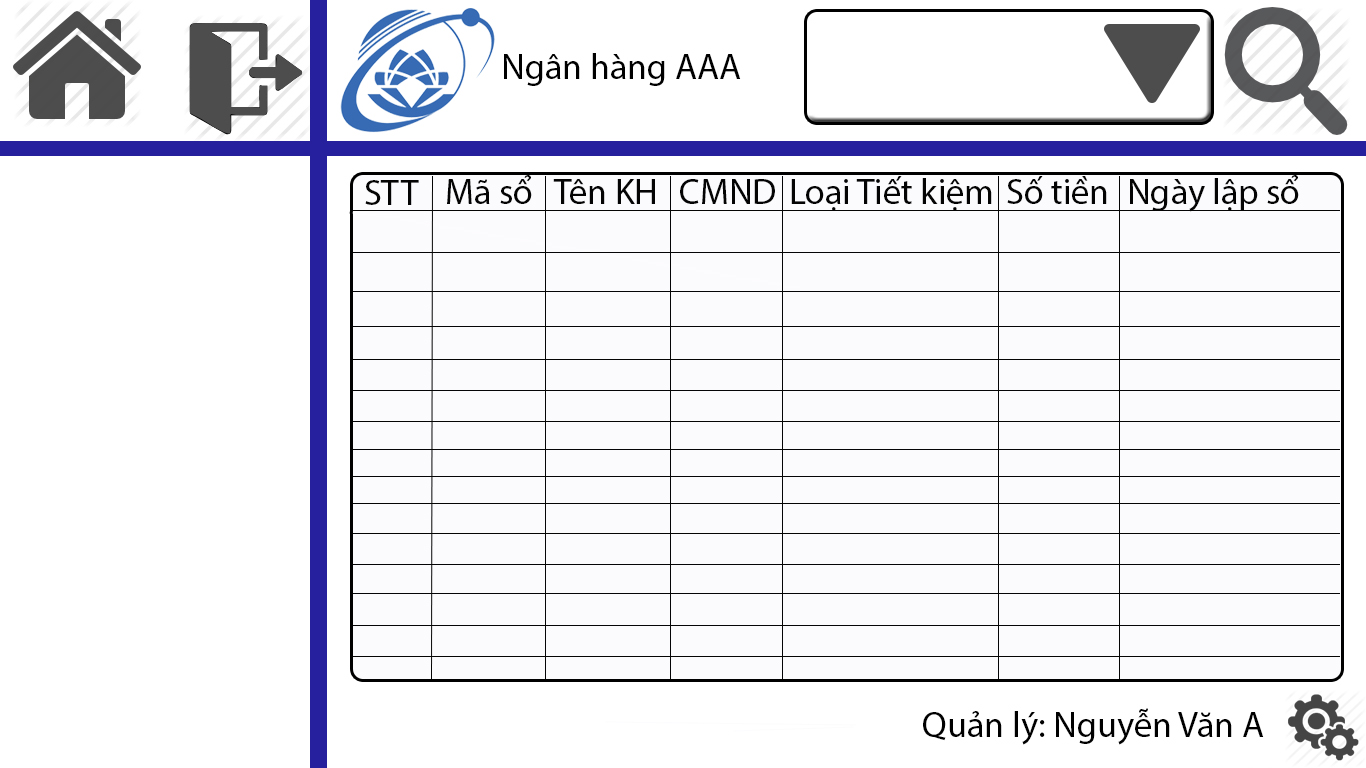 Ngân hàng AAA
STT Mã sổ Tên KH CMND Loại Tiết kiệm Số tiền Ngày lập sổ
Quản lý: Nguyễn Văn A